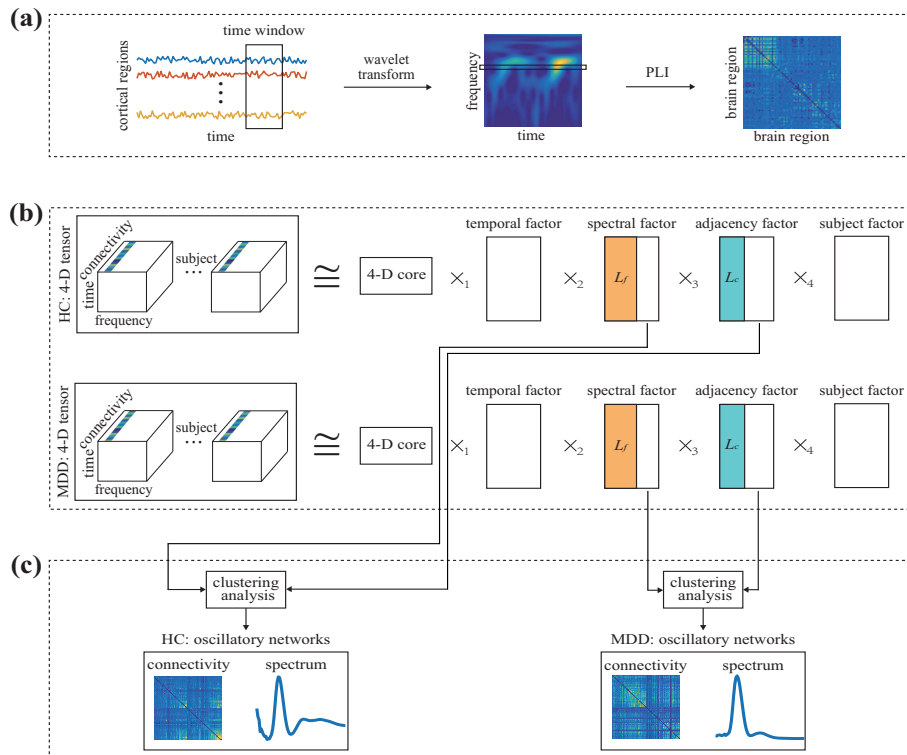 (a)
time window
cortical regions
time
wavelet
transform
frequency
time
PLI
brain region
brain region
(b)
HC: 4-D tensor
connectivity
time
frequency
subject
...
≅
4-D core
×1
temporal factor
×2
spectral factor
Lf
×3
adjacency factor
Lc
×4
subject factor
MDD: 4-D tensor
connectivity
time
frequency
subject
...
≅
4-D core
×1
temporal factor
×2
spectral factor
Lf
×3
adjacency factor
Lc
×4
subject factor
(c)
clustering
analysis
HC: oscillatory networks
connectivity
spectrum
clustering
analysis
MDD: oscillatory networks
connectivity
spectrum